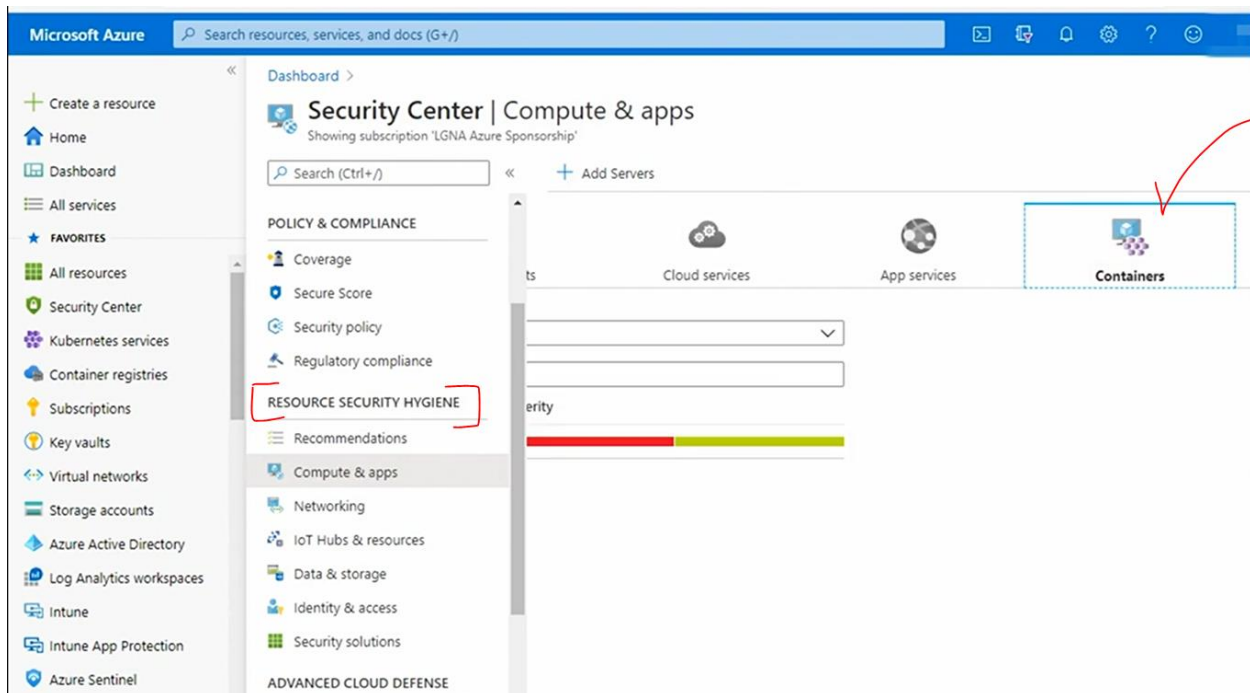 Microsoft Azure
Search resources, services, and docs (G+/)
Create a resource
Home
Dashboard
All services
FAVORITES
All resources
Security Center
Kubernetes services
Container registries
Subscriptions
Key vaults
Virtual networks
Storage accounts
Azure Active Directory
Log Analytics workspaces
Intune
Intune App Protection
Azure Sentinel
Dashboard >
Security Center | Compute & apps
Showing subscription 'LGNA Azure Sponsorship'
Search (Ctrl+/)
Add Servers
POLICY & COMPLIANCE
Coverage
Secure Score
Security policy
Regulatory compliance
RESOURCE SECURITY HYGIENE
Recommendations
Compute & apps
Networking
IoT Hubs & resources
Data & storage
Identity & access
Security solutions
ADVANCED CLOUD DEFENSE
ts
Cloud services
App services
Containers
erity